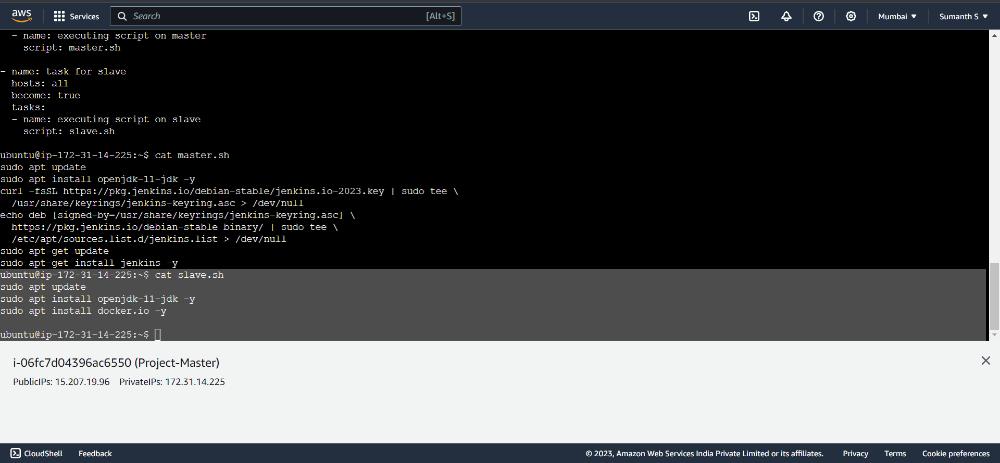 aws Services Search [Alt+S] Mumbai ▼ Sumanth S ▼
  - name: executing script on master
    script: master.sh

- name: task for slave
  hosts: all
  become: true
  tasks:
  - name: executing script on slave
    script: slave.sh

ubuntu@ip-172-31-14-225:~$ cat master.sh
sudo apt update
sudo apt install openjdk-11-jdk -y
curl -fsSL https://pkg.jenkins.io/debian-stable/jenkins.io-2023.key | sudo tee \
  /usr/share/keyrings/jenkins-keyring.asc > /dev/null
echo deb [signed-by=/usr/share/keyrings/jenkins-keyring.asc] \
  https://pkg.jenkins.io/debian-stable binary/ | sudo tee \
  /etc/apt/sources.list.d/jenkins.list > /dev/null
sudo apt-get update
sudo apt-get install jenkins -y
ubuntu@ip-172-31-14-225:~$ cat slave.sh
sudo apt update
sudo apt install openjdk-11-jdk -y
sudo apt install docker.io -y

ubuntu@ip-172-31-14-225:~$
i-06fc7d04396ac6550 (Project-Master)
PublicIPs: 15.207.19.96 PrivateIPs: 172.31.14.225
CloudShell Feedback © 2023, Amazon Web Services India Private Limited or its affiliates. Privacy Terms Cookie preferences